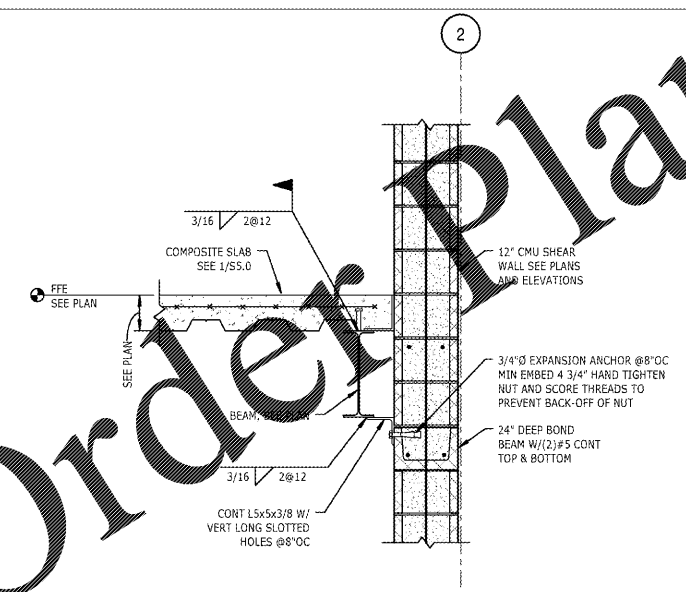 2
3/16 2@12
COMPOSITE SLAB
SEE 1/S5.0
12" CMU SHEAR
WALL SEE PLANS
AND ELEVATIONS
FFE
SEE PLAN
SEE PLAN
3/4"Ø EXPANSION ANCHOR @8"OC
MIN EMBED 4 3/4" HAND TIGHTEN
NUT AND SCORE THREADS TO
PREVENT BACK-OFF OF NUT
BEAM, SEE PLAN
24" DEEP BOND
BEAM W/(2)#5 CONT
TOP & BOTTOM
3/16 2@12
CONT L5x5x3/8 W/
VERT LONG SLOTTED
HOLES @8"OC
Order Pla